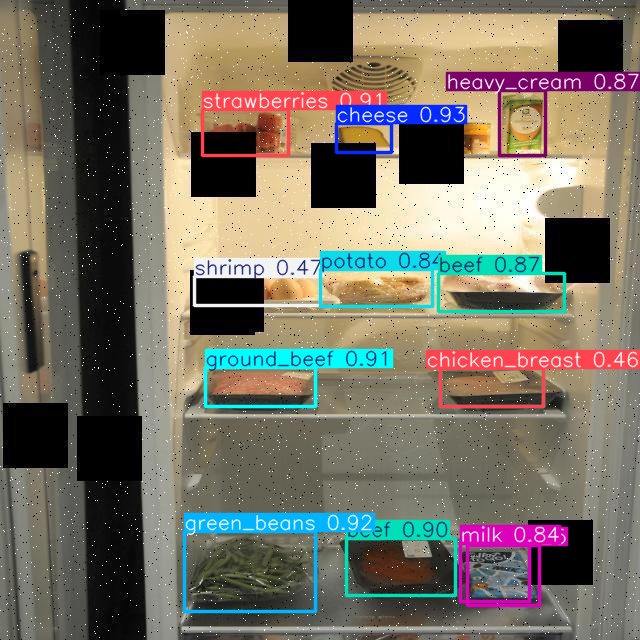 heavy_cream 0.87
strawberries 0.91
cheese 0.93
shrimp 0.47
potato 0.84
beef 0.87
ground_beef 0.91
chicken_breast 0.46
green_beans 0.92
beef 0.90
milk 0.84